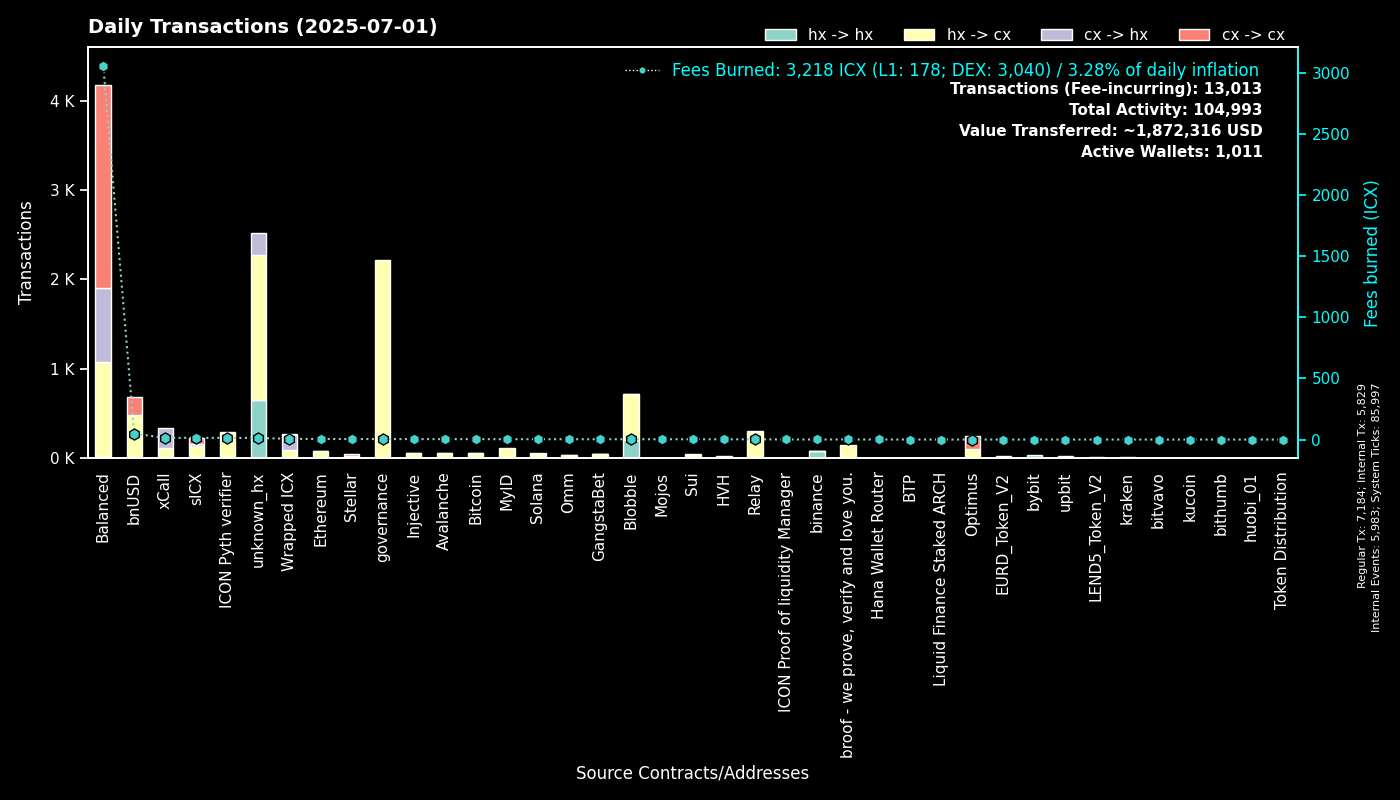 Daily Transactions (2025-07-01)
hx -> hx
hx -> cx
cx -> hx
cx -> cx
Fees Burned: 3,218 ICX (L1: 178; DEX: 3,040) / 3.28% of daily inflation
Transactions (Fee-incurring): 13,013
Total Activity: 104,993
Value Transferred: ~1,872,316 USD
Active Wallets: 1,011
Transactions
4 K
3 K
2 K
1 K
0 K
3000
2500
2000
1500
1000
500
0
Fees burned (ICX)
Regular Tx: 7,184; Internal Tx: 5,829
Internal Events: 5,983; System Ticks: 85,997
Balanced
bnUSD
xCall
sICX
ICON Pyth verifier
unknown_hx
Wrapped ICX
Ethereum
Stellar
governance
Injective
Avalanche
Bitcoin
MyID
Solana
Omm
GangstaBet
Blobble
Mojos
Sui
HVH
Relay
ICON Proof of liquidity Manager
binance
broof - we prove, verify and love you.
Hana Wallet Router
BTP
Liquid Finance Staked ARCH
Optimus
EURD_Token_V2
bybit
upbit
LEND5_Token_V2
kraken
bitvavo
kucoin
bithumb
huobi_01
Token Distribution
Source Contracts/Addresses